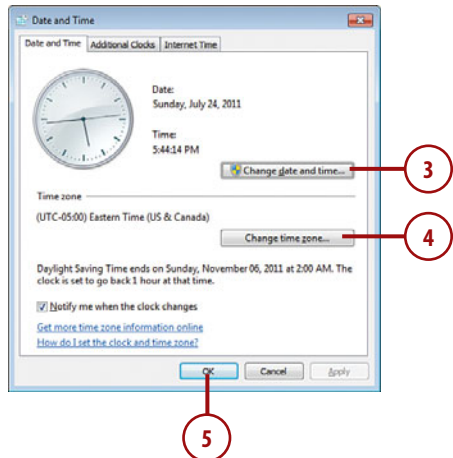 Date and Time
Date and Time Additional Clocks Internet Time
Date:
Sunday, July 24, 2011
Time:
5:44:14 PM
Change date and time...
3
Time zone
(UTC-05:00) Eastern Time (US & Canada)
Change time zone...
4
Daylight Saving Time ends on Sunday, November 06, 2011 at 2:00 AM. The
clock is set to go back 1 hour at that time.
Notify me when the clock changes
Get more time zone information online
How do I set the clock and time zone?
OK Cancel Apply
5